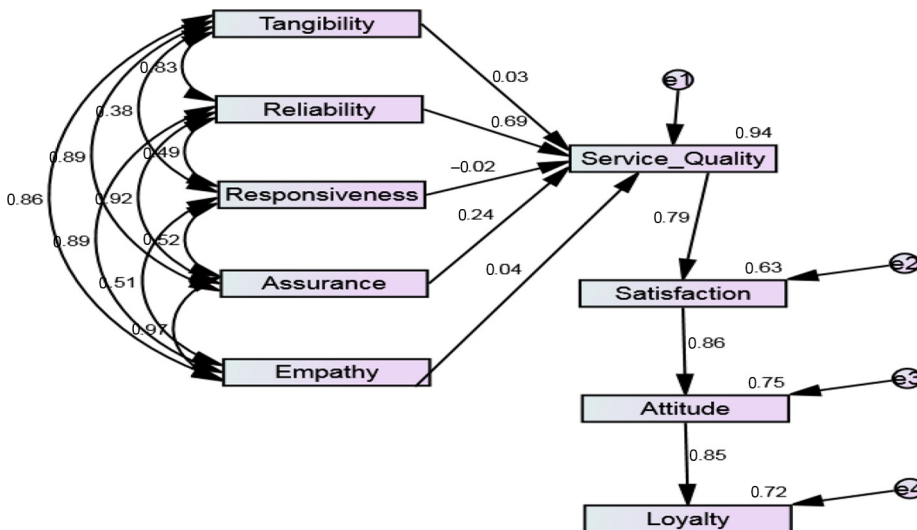 Tangibility
0.83
0.03
e1
Reliability
0.38
0.69
0.94
Service_Quality
0.89
0.49
−0.02
Responsiveness
0.86
0.92
0.24
0.79
0.89
0.52
0.51
Assurance
0.04
0.63
e2
Satisfaction
0.97
0.86
Empathy
0.75
e3
Attitude
0.85
0.72
e4
Loyalty